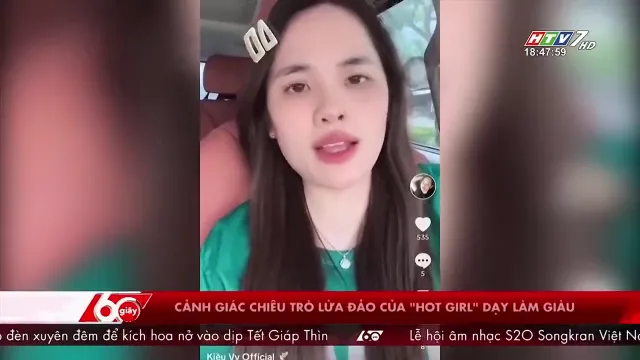 HTV7 HD
18:47:59
535
5
60 giây
CẢNH GIÁC CHIÊU TRÒ LỪA ĐẢO CỦA "HOT GIRL" DẠY LÀM GIÀU
đèn xuyên đêm để kích hoa nở vào dịp Tết Giáp Thìn
60 giây
Lễ hội âm nhạc S2O Songkran Việt N
Kiều Vy Official